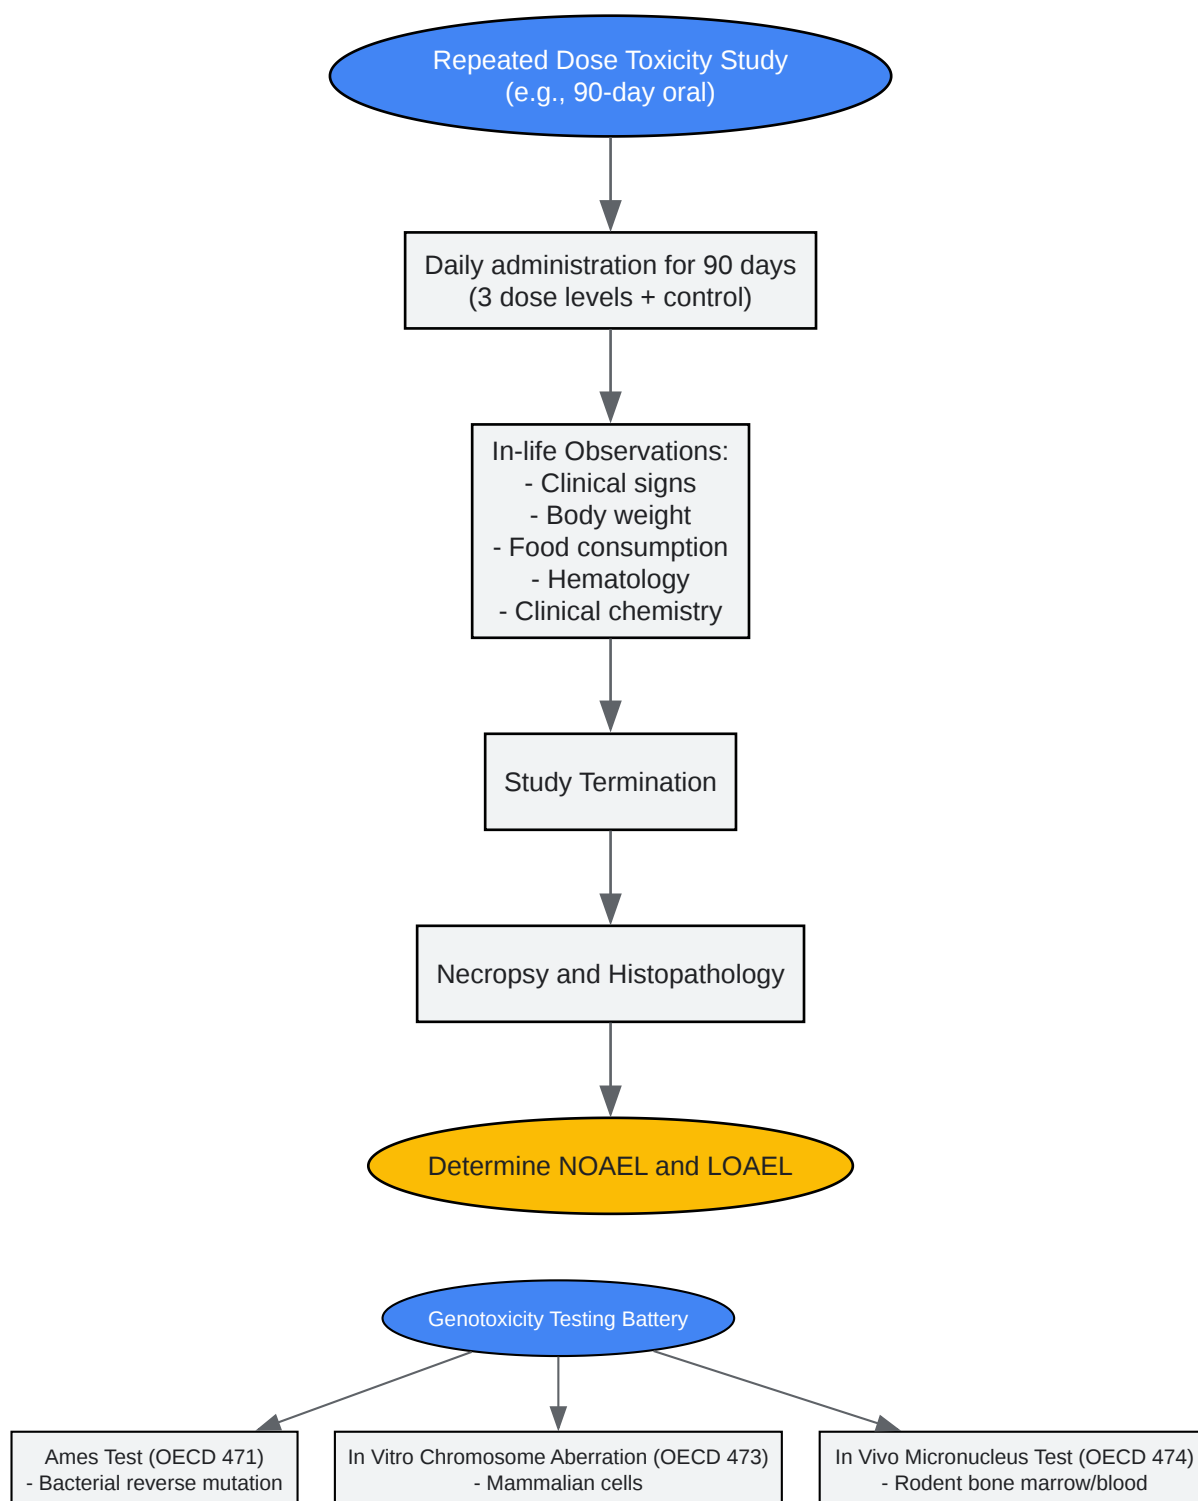 Repeated Dose Toxicity Study
(e.g., 90-day oral)
Daily administration for 90 days
(3 dose levels + control)
In-life Observations:
- Clinical signs
- Body weight
- Food consumption
- Hematology
- Clinical chemistry
Study Termination
Necropsy and Histopathology
Determine NOAEL and LOAEL
Genotoxicity Testing Battery
Ames Test (OECD 471)
- Bacterial reverse mutation
In Vitro Chromosome Aberration (OECD 473)
- Mammalian cells
In Vivo Micronucleus Test (OECD 474)
- Rodent bone marrow/blood